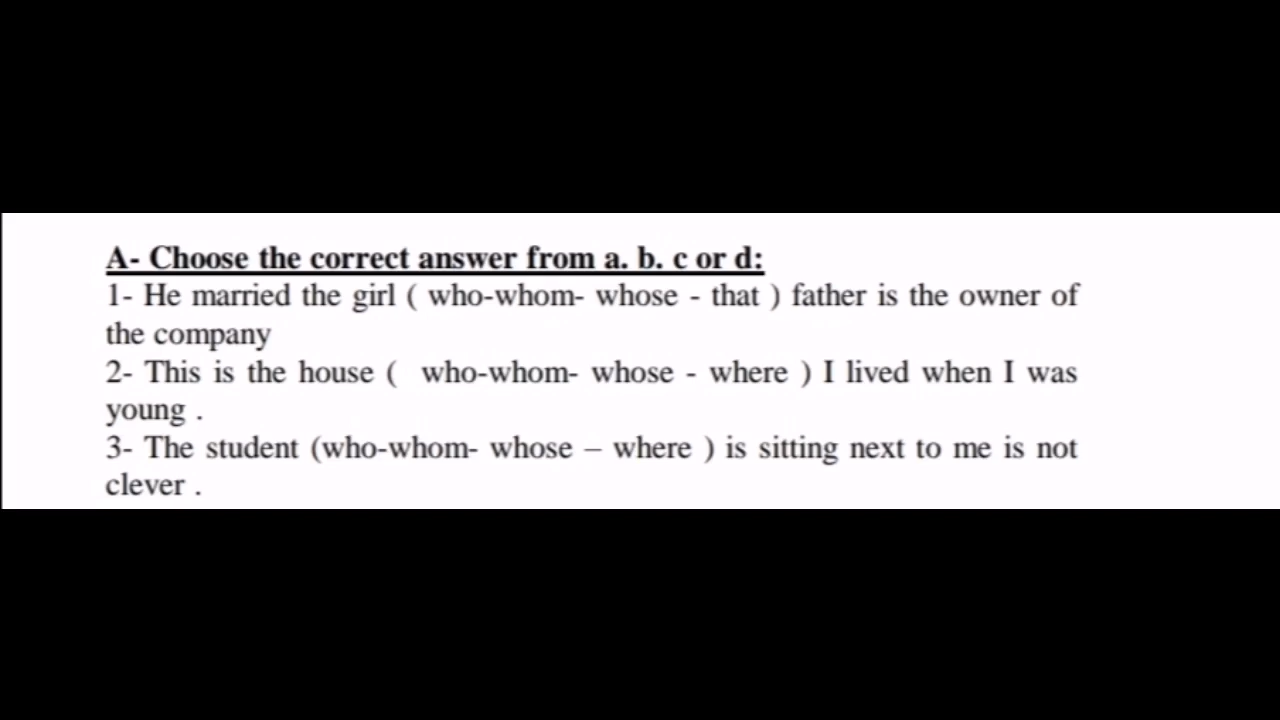 A- Choose the correct answer from a. b. c or d:
1- He married the girl ( who-whom- whose - that ) father is the owner of
the company
2- This is the house (  who-whom- whose - where ) I lived when I was
young .
3- The student (who-whom- whose – where ) is sitting next to me is not
clever .